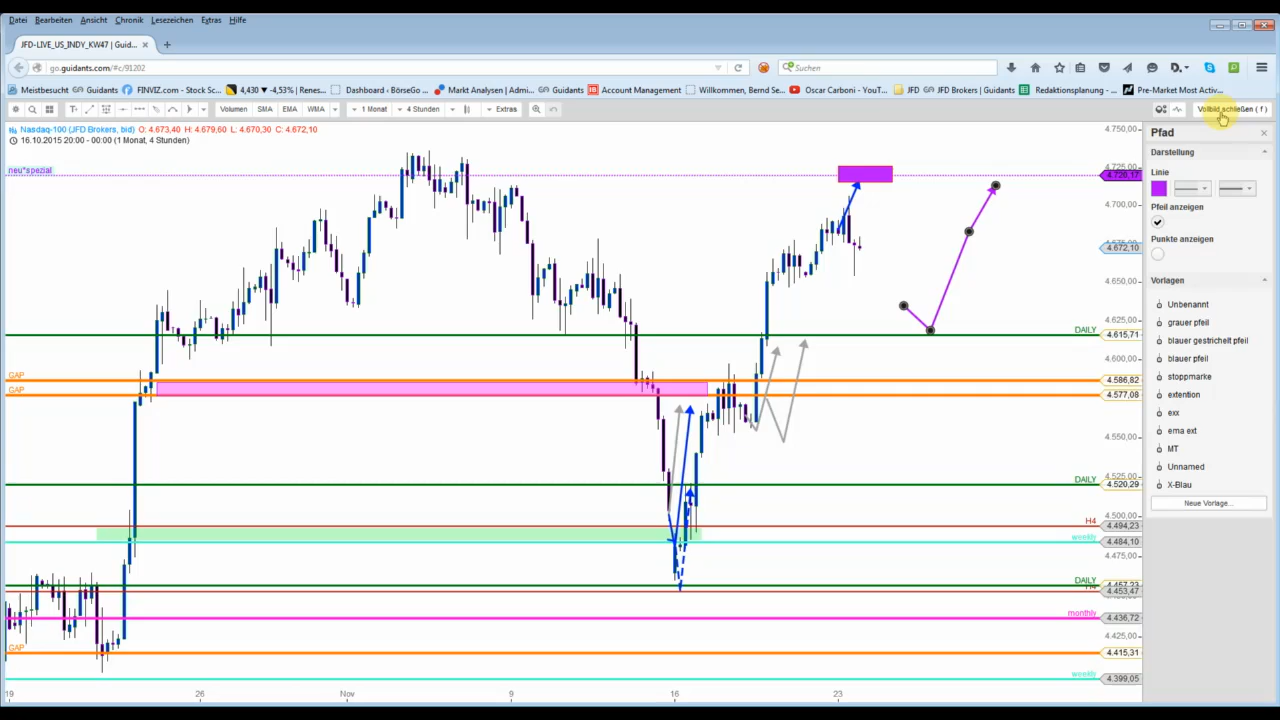 Datei Bearbeiten Ansicht Chronik Lesezeichen Extras Hilfe
JFD-LIVE_US_INDY_KW47 | Guid...
go.guidants.com/#c/91202
Suchen
Meistbesucht Guidants FINVIZ.com - Stock Sc... 4,430 -4,53% | Renes... Dashboard ‹ BörseGo ... Markt Analysen | Admi... Guidants Account Management Willkommen, Bernd Se... Oscar Carboni - YouT... JFD JFD Brokers | Guidants Redaktionsplanung - ... Pre-Market Most Activ...
Volumen SMA EMA WMA 1 Monat 4 Stunden Extras Vollbild schließen ( f )
Nasdaq-100 (JFD Brokers, bid) O: 4.673,40 H: 4.679,60 L: 4.670,30 C: 4.672,10
16.10.2015 20:00 - 00:00 (1 Monat, 4 Stunden)
neu*spezial
DAILY
GAP
GAP
DAILY
H4
weekly
DAILY
monthly
GAP
weekly
4.750,00
4.720,17
4.700,00
4.672,10
4.650,00
4.625,00
4.615,71
4.600,00
4.586,82
4.577,08
4.550,00
4.525,00
4.520,29
4.500,00
4.494,23
4.484,10
4.475,00
4.457,23
4.453,47
4.436,72
4.425,00
4.415,31
4.399,05
19 26 Nov 9 16 23
Pfad
Darstellung
Linie
Pfeil anzeigen
Punkte anzeigen
Vorlagen
Unbenannt
grauer pfeil
blauer gestrichelt pfeil
blauer pfeil
stoppmarke
extention
exx
ema ext
MT
Unnamed
X-Blau
Neue Vorlage...